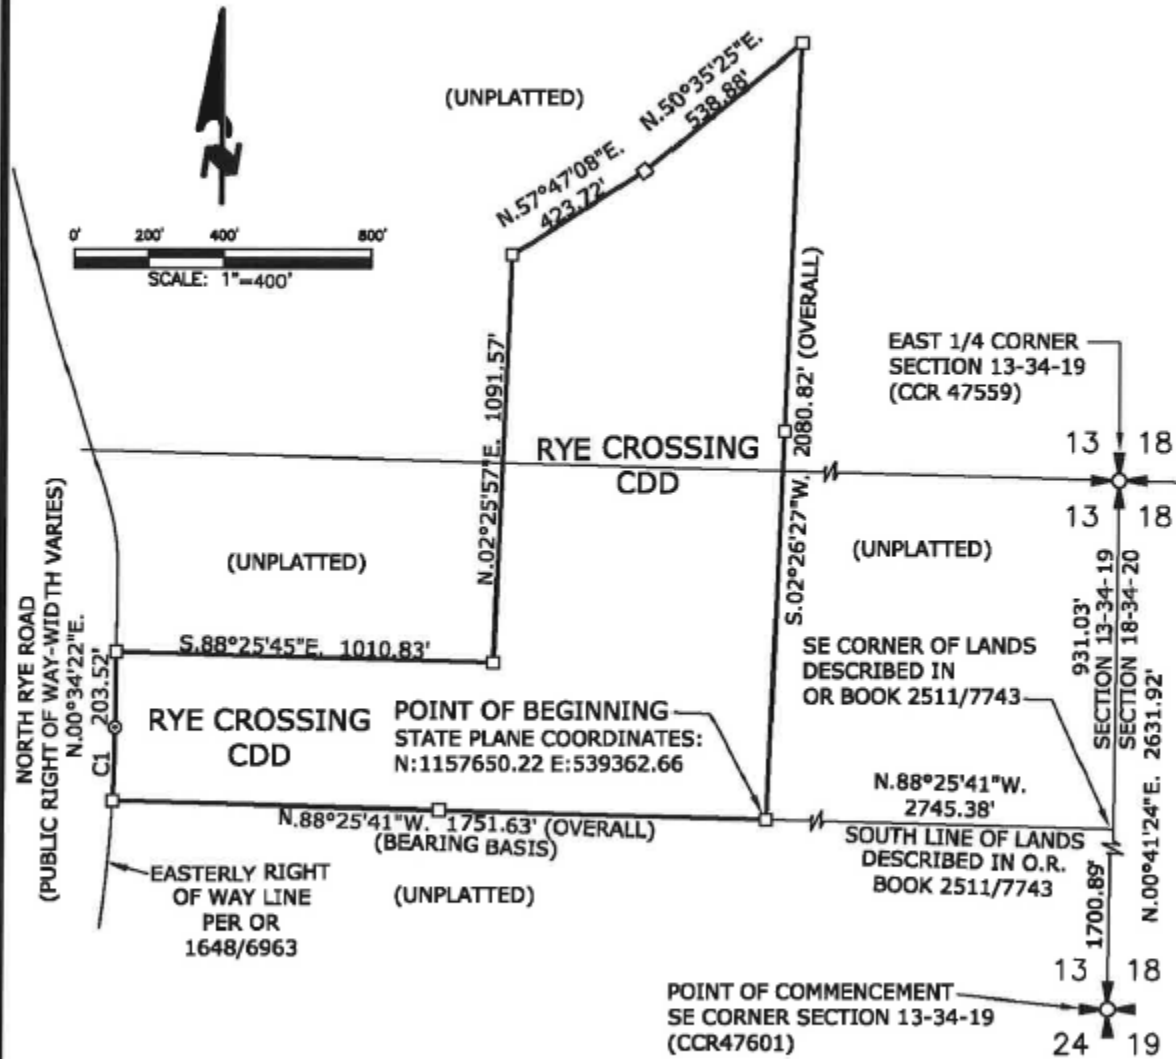 (UNPLATTED)
N.50°35'25"E.
538.88'
N.57°47'08"E.
423.72'
N
0' 200' 400' 800'
SCALE: 1"=400'
N.02°25'57"E. 1091.57'
S.02°26'27"W. 2080.82' (OVERALL)
EAST 1/4 CORNER
SECTION 13-34-19
(CCR 47559)
13 18
13 18
RYE CROSSING
CDD
(UNPLATTED)
(UNPLATTED)
NORTH RYE ROAD
(PUBLIC RIGHT OF WAY-WIDTH VARIES)
N.00°34'22"E.
203.52'
C1
S.88°25'45"E. 1010.83'
RYE CROSSING
CDD
POINT OF BEGINNING
STATE PLANE COORDINATES:
N:1157650.22 E:539362.66
SE CORNER OF LANDS
DESCRIBED IN
OR BOOK 2511/7743
931.03'
SECTION 13-34-19
SECTION 18-34-20
N.00°41'24"E. 2631.92'
N.88°25'41"W.
2745.38'
SOUTH LINE OF LANDS
DESCRIBED IN O.R.
BOOK 2511/7743
1700.89'
N.88°25'41"W. 1751.63' (OVERALL)
(BEARING BASIS)
(UNPLATTED)
EASTERLY RIGHT
OF WAY LINE
PER OR
1648/6963
POINT OF COMMENCEMENT
SE CORNER SECTION 13-34-19
(CCR47601)
13 18
24 19